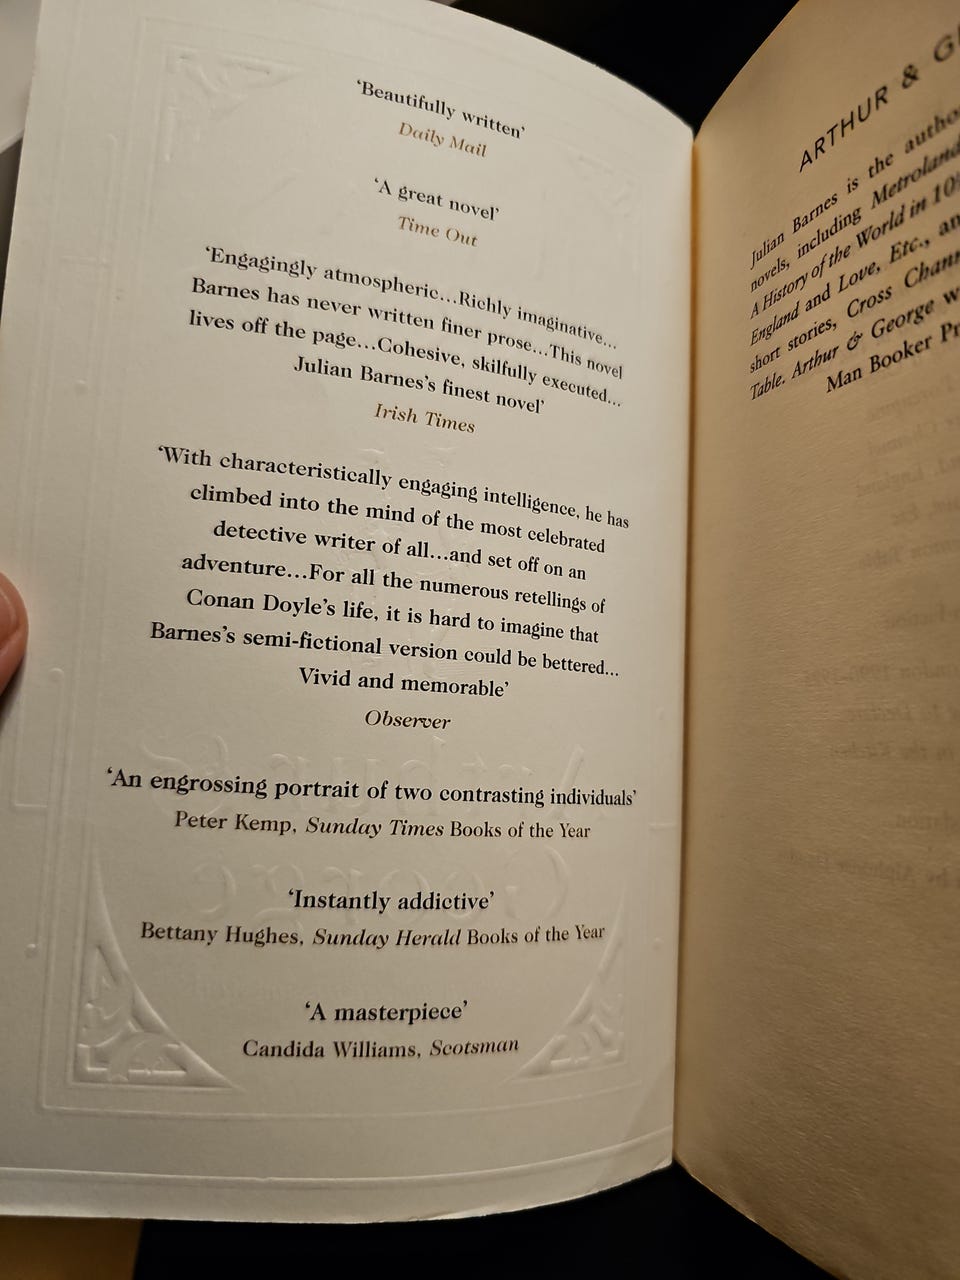 ‘Beautifully written’
Daily Mail
‘A great novel’
Time Out
‘Engagingly atmospheric...Richly imaginative...
Barnes has never written finer prose...This novel
lives off the page...Cohesive, skilfully executed...
Julian Barnes’s finest novel’
Irish Times
‘With characteristically engaging intelligence, he has
climbed into the mind of the most celebrated
detective writer of all...and set off on an
adventure...For all the numerous retellings of
Conan Doyle’s life, it is hard to imagine that
Barnes’s semi-fictional version could be bettered...
Vivid and memorable’
Observer
‘An engrossing portrait of two contrasting individuals’
Peter Kemp, Sunday Times Books of the Year
‘Instantly addictive’
Bettany Hughes, Sunday Herald Books of the Year
‘A masterpiece’
Candida Williams, Scotsman
ARTHUR & G
Julian Barnes is the autho
novels, including Metroland
A History of the World in 10
England and Love, Etc., an
short stories, Cross Chann
Table. Arthur & George w
Man Booker Pr